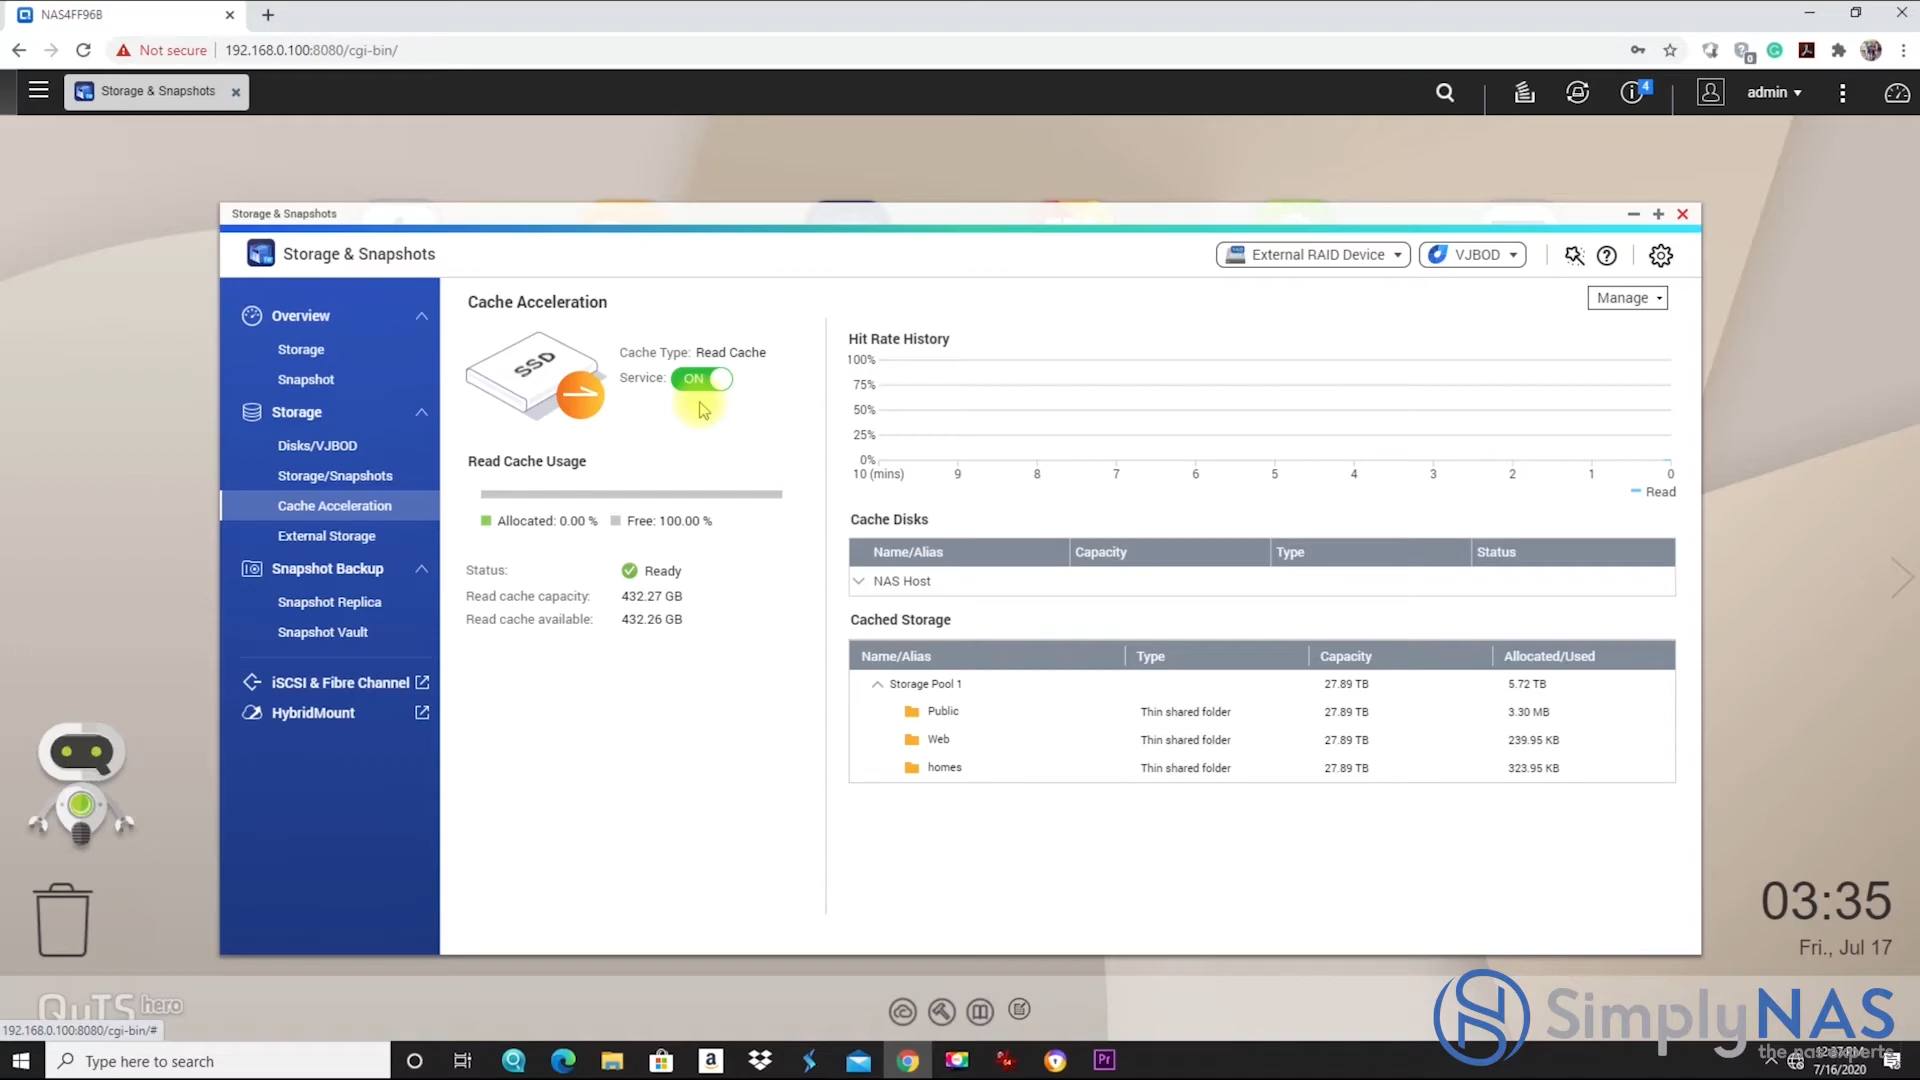 NAS4FF96B
Not secure 192.168.0.100:8080/cgi-bin/
Storage & Snapshots
4
admin
Storage & Snapshots
Storage & Snapshots
External RAID Device
VJBOD
Overview
Storage
Snapshot
Storage
Disks/VJBOD
Storage/Snapshots
Cache Acceleration
External Storage
Snapshot Backup
Snapshot Replica
Snapshot Vault
iSCSI & Fibre Channel
HybridMount
Cache Acceleration
Manage
SSD
Cache Type: Read Cache
Service: ON
Read Cache Usage
Allocated: 0.00 % Free: 100.00 %
Status: Ready
Read cache capacity: 432.27 GB
Read cache available: 432.26 GB
Hit Rate History
100%
75%
50%
25%
0%
10 (mins) 9 8 7 6 5 4 3 2 1 0
Read
Cache Disks
Name/Alias Capacity Type Status
NAS Host
Cached Storage
Name/Alias Type Capacity Allocated/Used
Storage Pool 1 27.89 TB 5.72 TB
Public Thin shared folder 27.89 TB 3.30 MB
Web Thin shared folder 27.89 TB 239.95 KB
homes Thin shared folder 27.89 TB 323.95 KB
03:35
Fri., Jul 17
QuTS hero
192.168.0.100:8080/cgi-bin/#
SimplyNAS
the nas experts
Type here to search
a
Pr
12:37 PM
7/16/2020